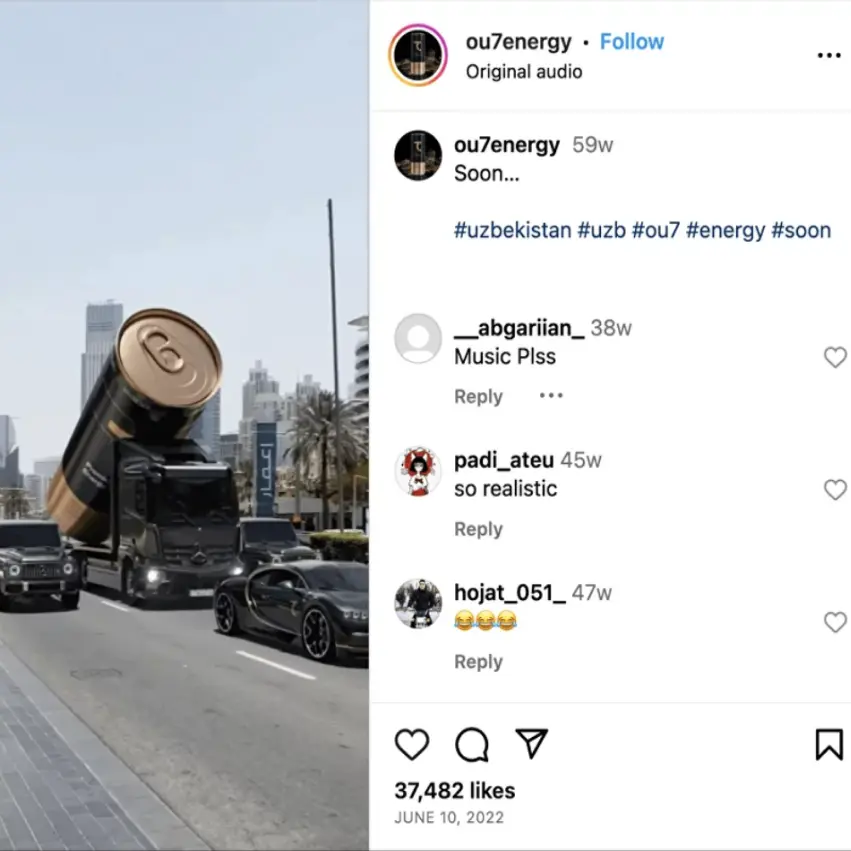 ou7energy • Follow
Original audio
ou7energy 59w
Soon...
#uzbekistan #uzb #ou7 #energy #soon
__abgariian_ 38w
Music Plss
Reply
padi_ateu 45w
so realistic
Reply
hojat_051_ 47w
😂😂😂
Reply
37,482 likes
JUNE 10, 2022
إعمار